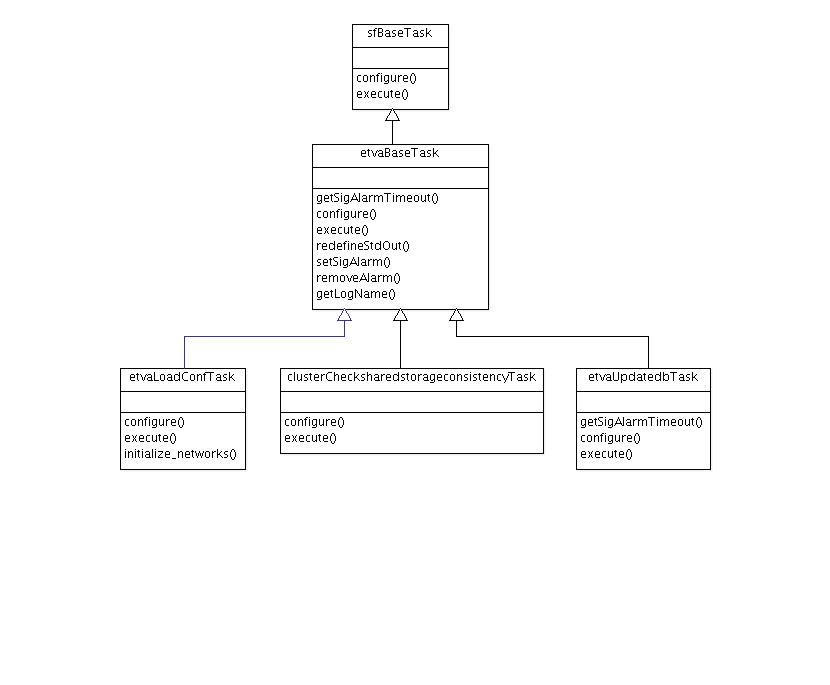 sfBaseTask
configure()
execute()
etvaBaseTask
getSigAlarmTimeout()
configure()
execute()
redefineStdOut()
setSigAlarm()
removeAlarm()
getLogName()
etvaLoadConfTask
configure()
execute()
initialize_networks()
clusterChecksharedstorageconsistencyTask
configure()
execute()
etvaUpdatedbTask
getSigAlarmTimeout()
configure()
execute()